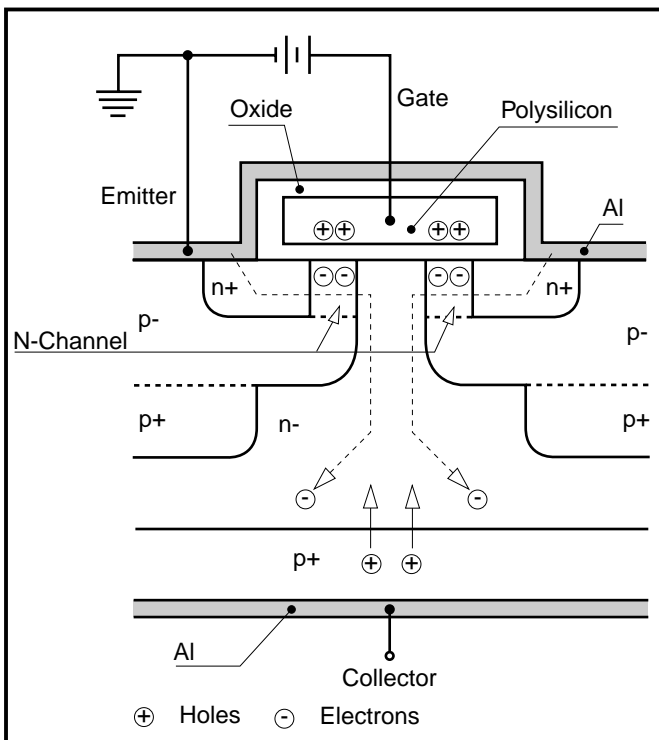 Gate
Oxide
Polysilicon
Emitter
Al
n+
n+
p-
N-Channel
p-
p+
n-
p+
p+
Al
Collector
Holes
Electrons